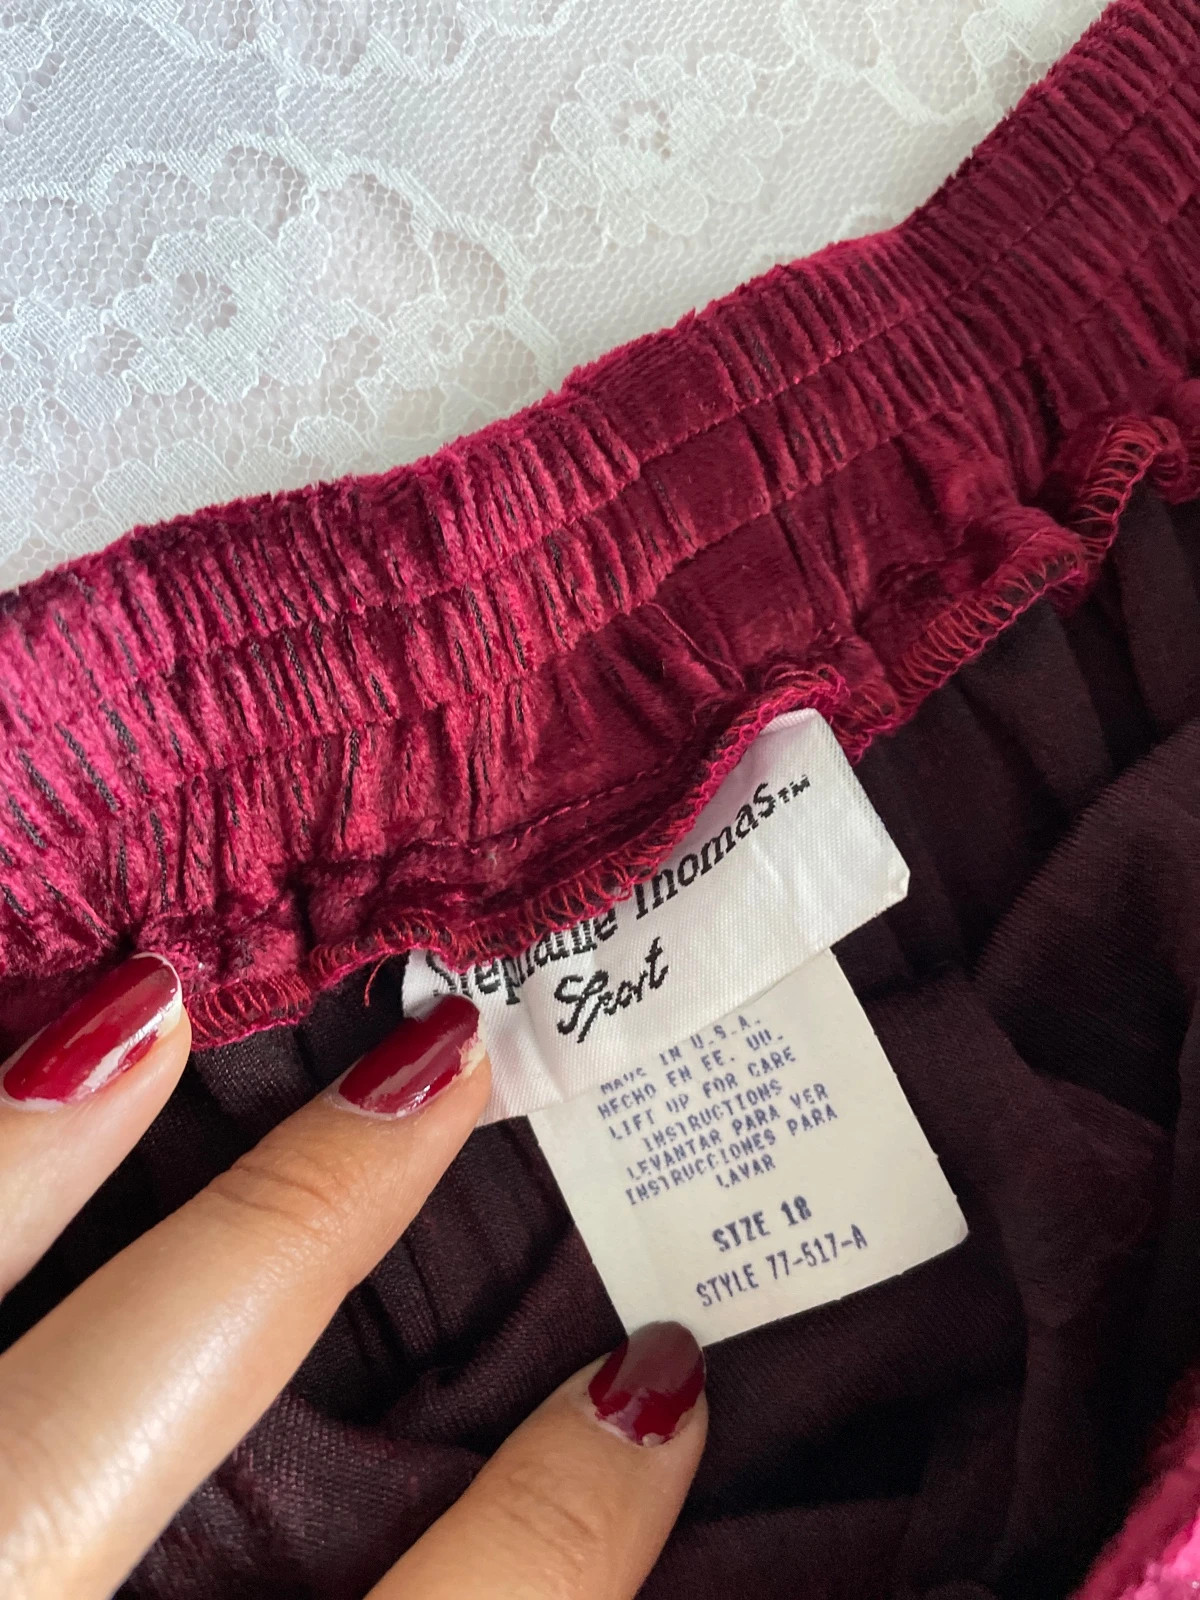 Stephanie Thomas™
Sport
MADE IN U.S.A.
HECHO EN EE. UU.
LIFT UP FOR CARE
INSTRUCTIONS
LEVANTAR PARA VER
INSTRUCCIONES PARA
LAVAR
SIZE 18
STYLE 77-517-A